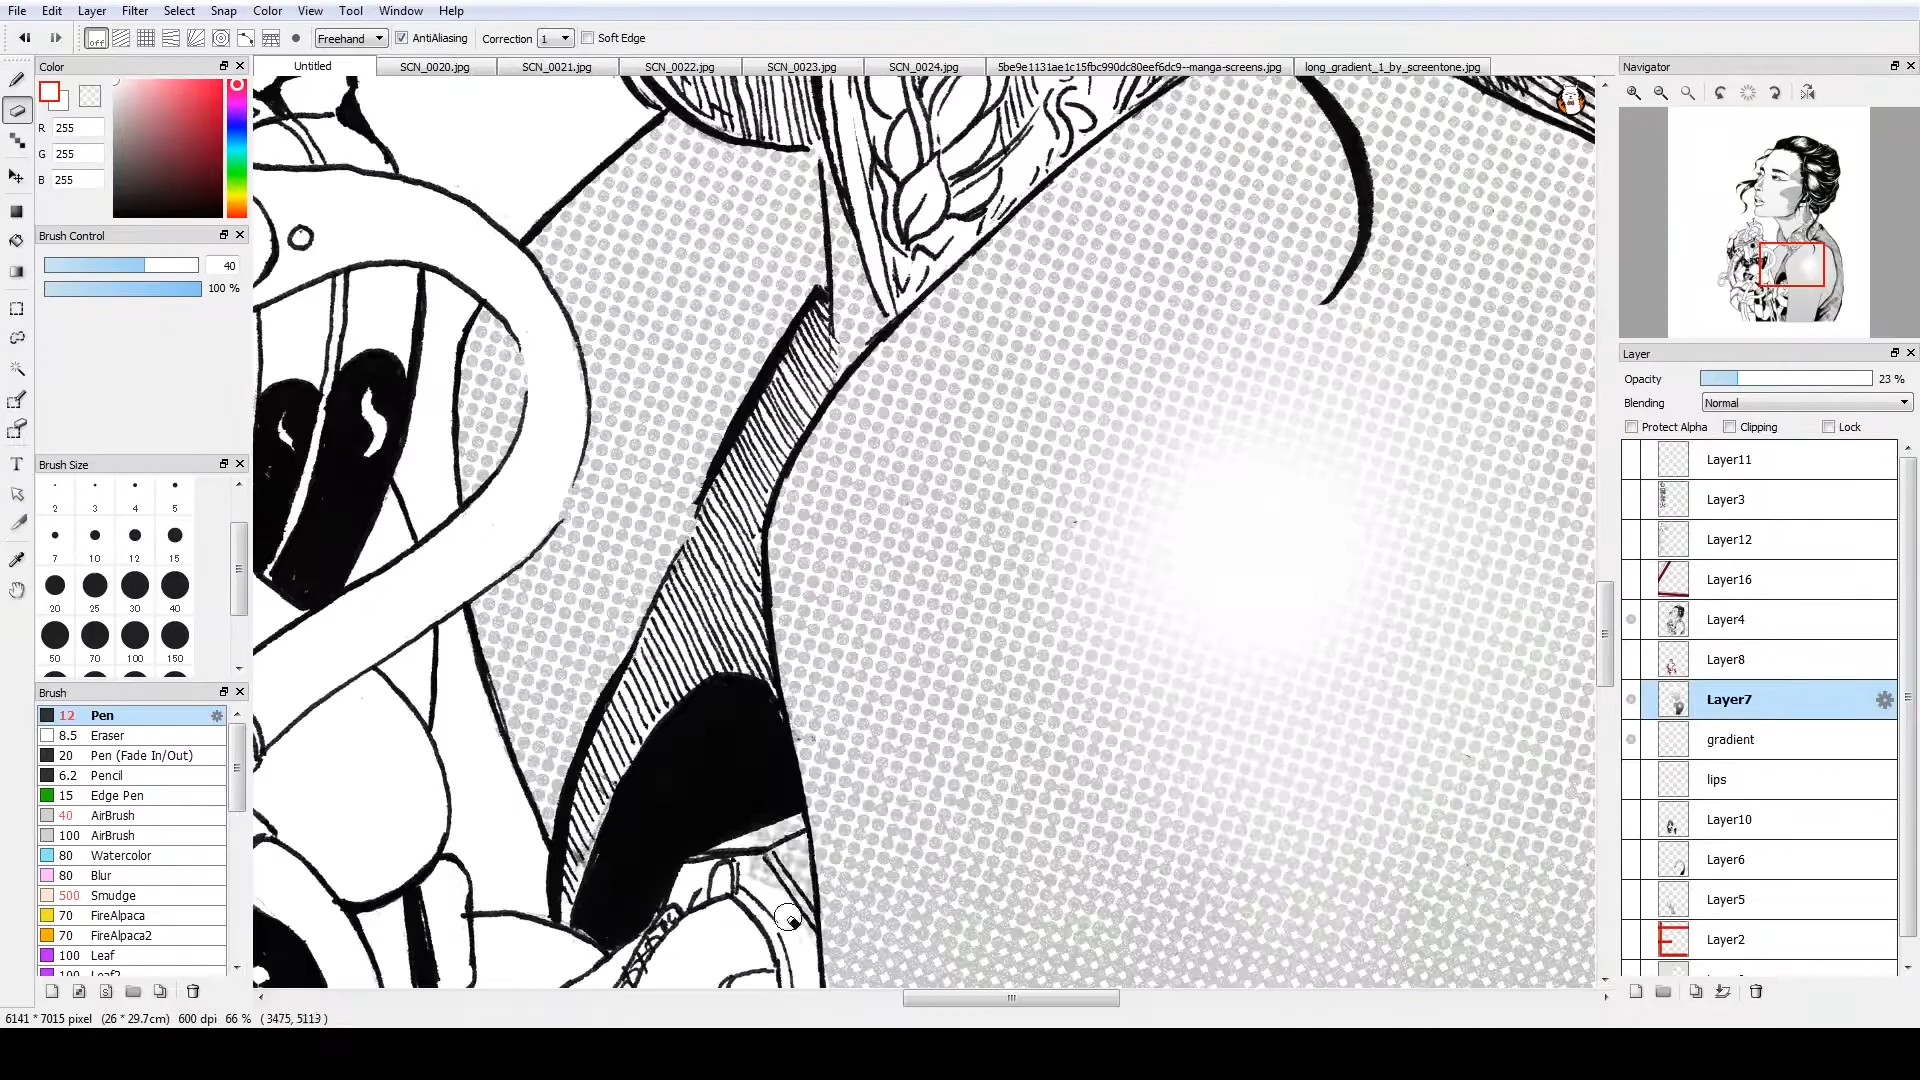 File Edit Layer Filter Select Snap Color View Tool Window Help
off Freehand AntiAliasing Correction 1 Soft Edge
Color
Untitled SCN_0020.jpg SCN_0021.jpg SCN_0022.jpg SCN_0023.jpg SCN_0024.jpg 5be9e1131ae1c15fbc990dc80eef6dc9--manga-screens.jpg long_gradient_1_by_screentone.jpg
Navigator
R 255
G 255
B 255
Brush Control
40
100 %
Brush Size
2 3 4 5
7 10 12 15
20 25 30 40
50 70 100 150
Brush
12 Pen
8.5 Eraser
20 Pen (Fade In/Out)
6.2 Pencil
15 Edge Pen
40 AirBrush
100 AirBrush
80 Watercolor
80 Blur
500 Smudge
70 FireAlpaca
70 FireAlpaca2
100 Leaf
100 Leaf2
Layer
Opacity 23 %
Blending Normal
Protect Alpha Clipping Lock
Layer11
Layer3
Layer12
Layer16
Layer4
Layer8
Layer7
gradient
lips
Layer10
Layer6
Layer5
Layer2
6141 * 7015 pixel (26 * 29.7cm) 600 dpi 66 % ( 3475, 5113 )